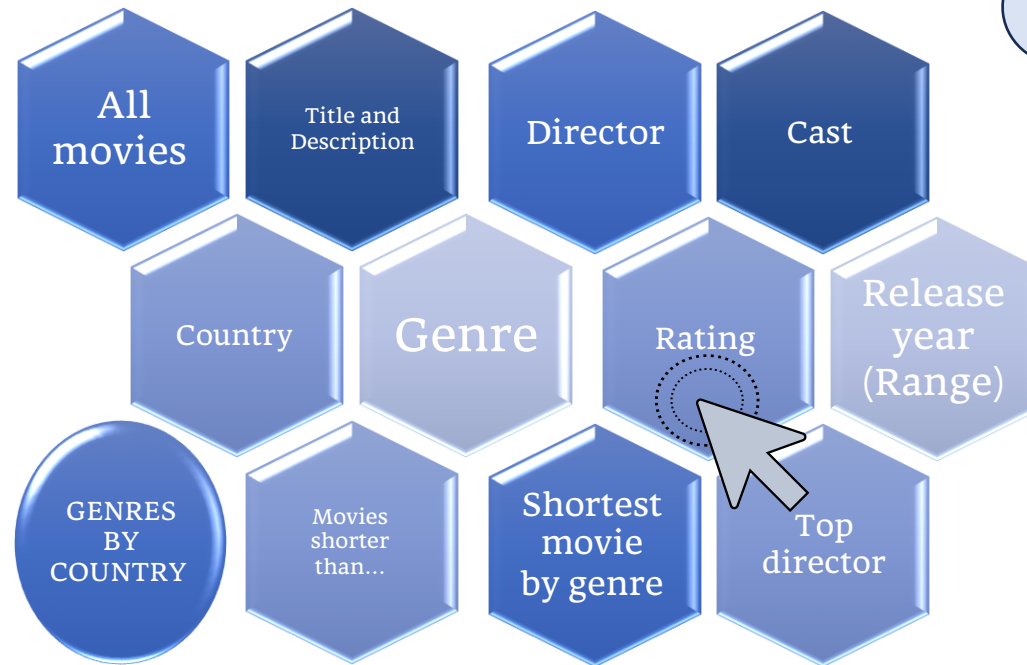 All
movies
Title and
Description
Director
Cast
Country
Genre
Rating
Release
year
(Range)
GENRES
BY
COUNTRY
Movies
shorter
than...
Shortest
movie
by genre
Top
director